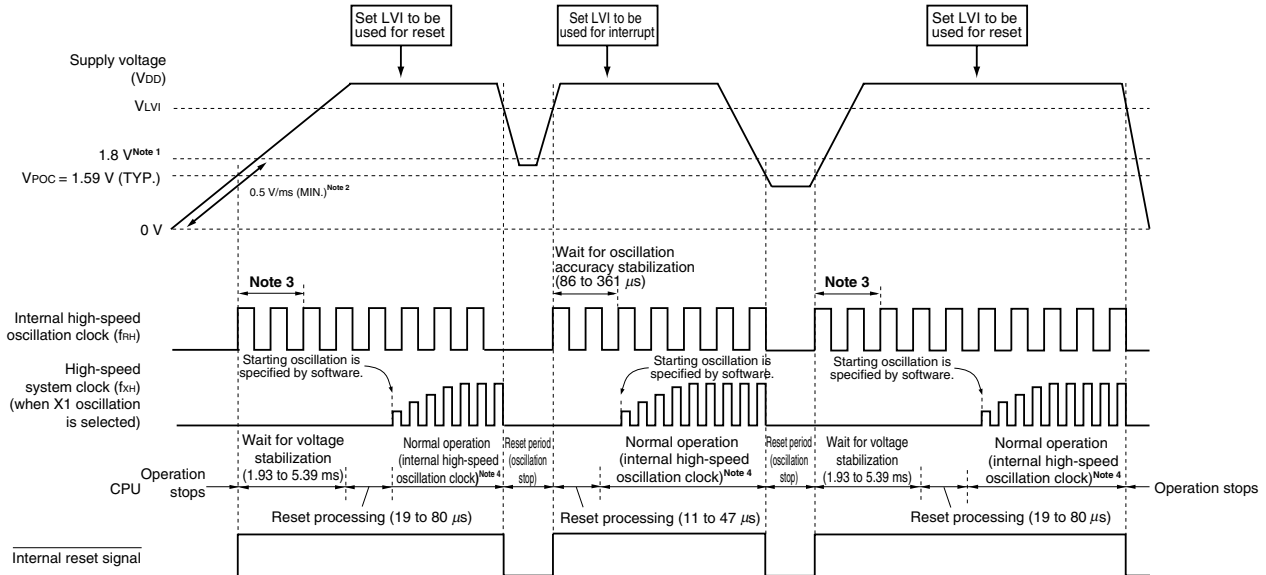 Set LVI to be
used for reset
Set LVI to be
used for interrupt
Set LVI to be
used for reset
Supply voltage
(VDD)
VLVI
1.8 V Note 1
VPOC = 1.59 V (TYP.)
0.5 V/ms (MIN.) Note 2
0 V
Wait for oscillation
accuracy stabilization
(86 to 361 μs)
Note 3
Note 3
Internal high-speed
oscillation clock (fRH)
Starting oscillation is
specified by software.
Starting oscillation is
specified by software.
Starting oscillation is
specified by software.
High-speed
system clock (fXH)
(when X1 oscillation
is selected)
Wait for voltage
stabilization
(1.93 to 5.39 ms)
Normal operation
(internal high-speed
oscillation clock) Note 4
Reset period
(oscillation
stop)
Normal operation
(internal high-speed
oscillation clock) Note 4
Reset period
(oscillation
stop)
Wait for voltage
stabilization
(1.93 to 5.39 ms)
Normal operation
(internal high-speed
oscillation clock) Note 4
CPU
Operation
stops
Operation stops
Reset processing (19 to 80 μs)
Reset processing (11 to 47 μs)
Reset processing (19 to 80 μs)
Internal reset signal